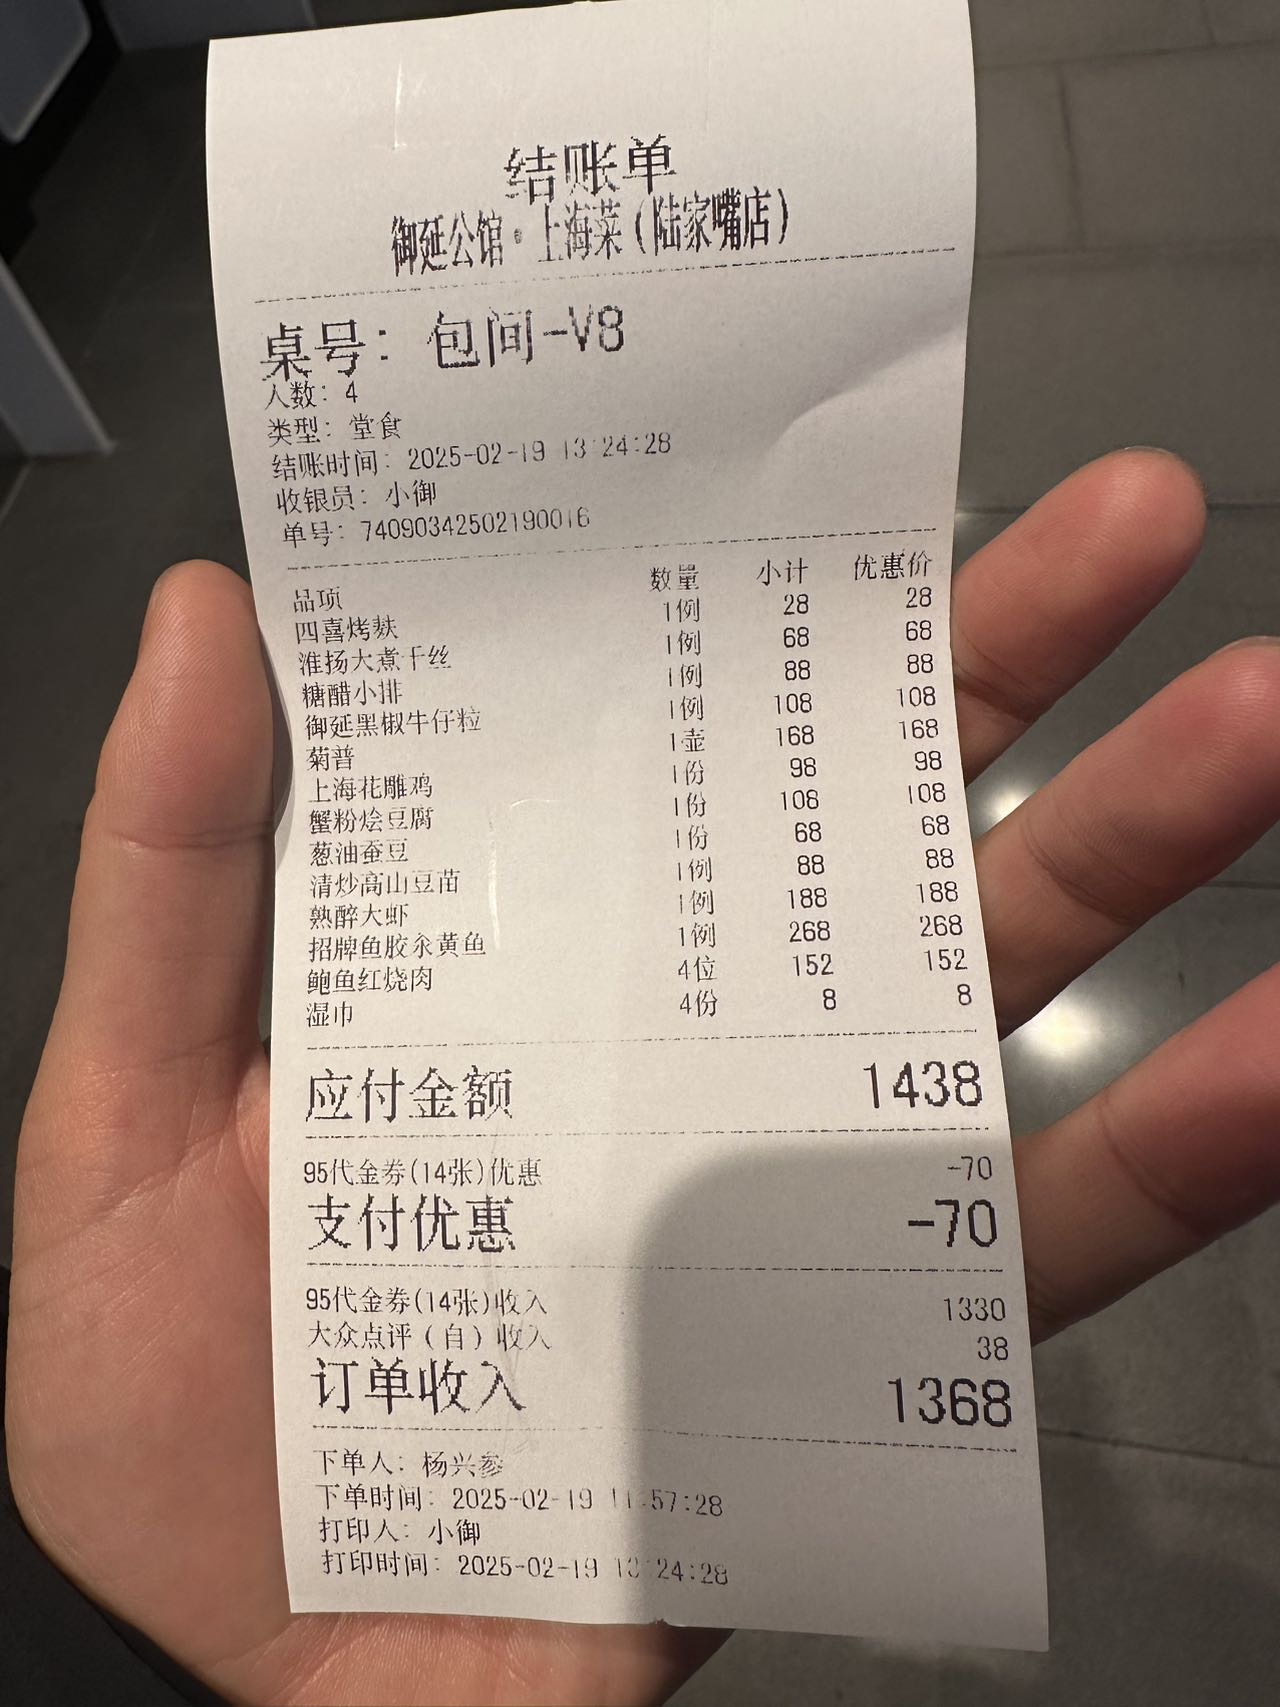 结账单
御延公馆·上海菜(陆家嘴店)
桌号: 包间-V8
人数: 4
类型: 堂食
结账时间: 2025-02-19 13:24:28
收银员: 小御
单号: 74090342502190016
品项 数量 小计 优惠价
四喜烤麸 1例 28 28
淮扬大煮干丝 1例 68 68
糖醋小排 1例 88 88
御延黑椒牛仔粒 1例 108 108
菊普 1壶 168 168
上海花雕鸡 1份 98 98
蟹粉烩豆腐 1份 108 108
葱油蚕豆 1份 68 68
清炒高山豆苗 1例 88 88
熟醉大虾 1例 188 188
招牌鱼胶汆黄鱼 1例 268 268
鲍鱼红烧肉 4位 152 152
湿巾 4份 8 8
应付金额 1438
95代金券(14张)优惠 -70
支付优惠 -70
95代金券(14张)收入 1330
大众点评(自)收入 38
订单收入 1368
下单人: 杨兴参
下单时间: 2025-02-19 11:57:28
打印人: 小御
打印时间: 2025-02-19 13:24:28